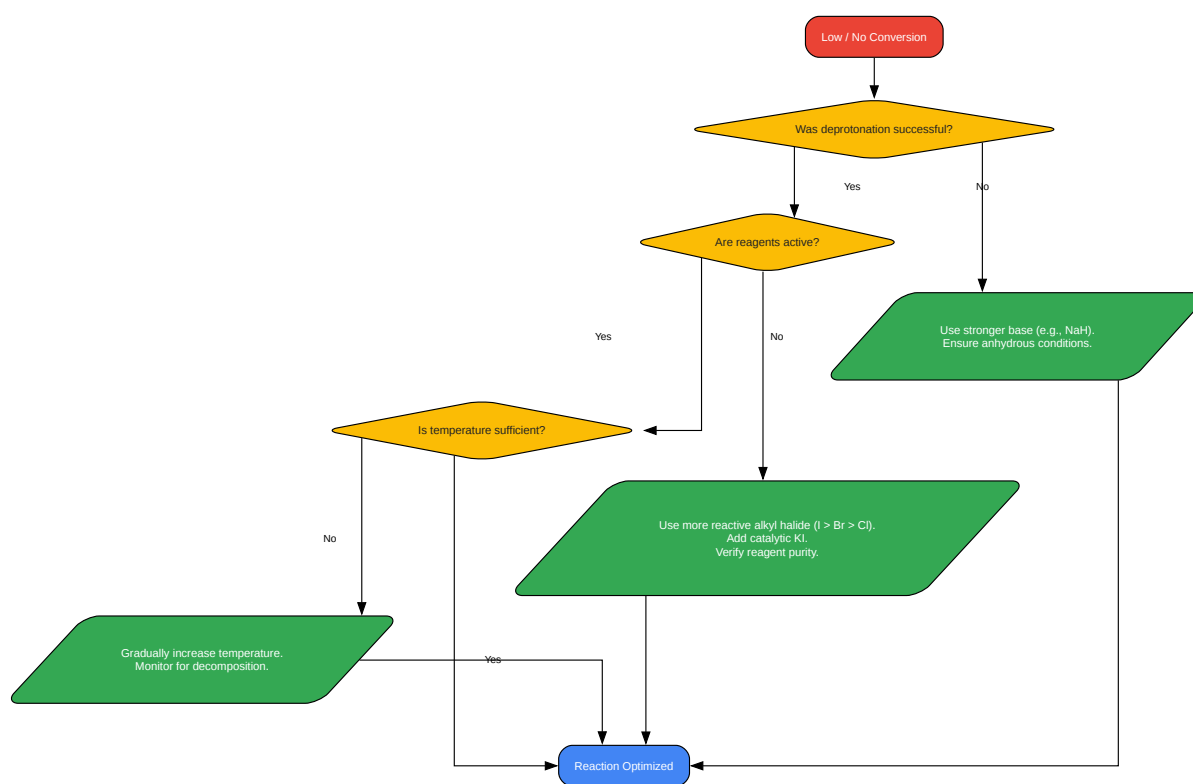 Low / No Conversion
Was deprotonation successful?
Yes
No
Are reagents active?
Use stronger base (e.g., NaH).
Ensure anhydrous conditions.
Yes
No
Is temperature sufficient?
Use more reactive alkyl halide (I > Br > Cl).
Add catalytic KI.
Verify reagent purity.
No
Gradually increase temperature.
Monitor for decomposition.
Yes
Reaction Optimized